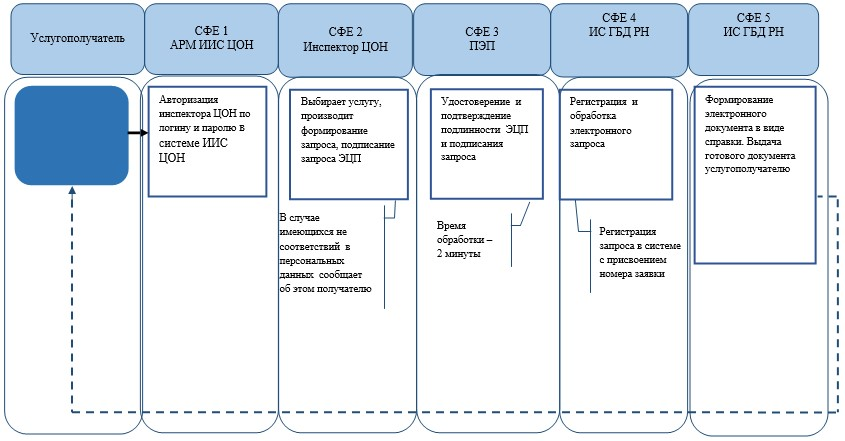 Услугополучатель
СФЕ 1
АРМ ИИС ЦОН
СФЕ 2
Инспектор ЦОН
СФЕ 3
ПЭП
СФЕ 4
ИС ГБД РН
СФЕ 5
ИС ГБД РН
Авторизация
инспектора ЦОН по
логину и паролю в
системе ИИС
ЦОН
Выбирает услугу,
производит
формирование
запроса, подписание
запроса ЭЦП
В случае
имеющихся не
соответствий в
персональных
данных сообщает
об этом получателю
Удостоверение и
подтверждение
подлинности ЭЦП
и подписания
запроса
Время
обработки –
2 минуты
Регистрация и
обработка
электронного
запроса
Регистрация
запроса в системе
с присвоением
номера заявки
Формирование
электронного
документа в виде
справки. Выдача
готового документа
услугополучателю